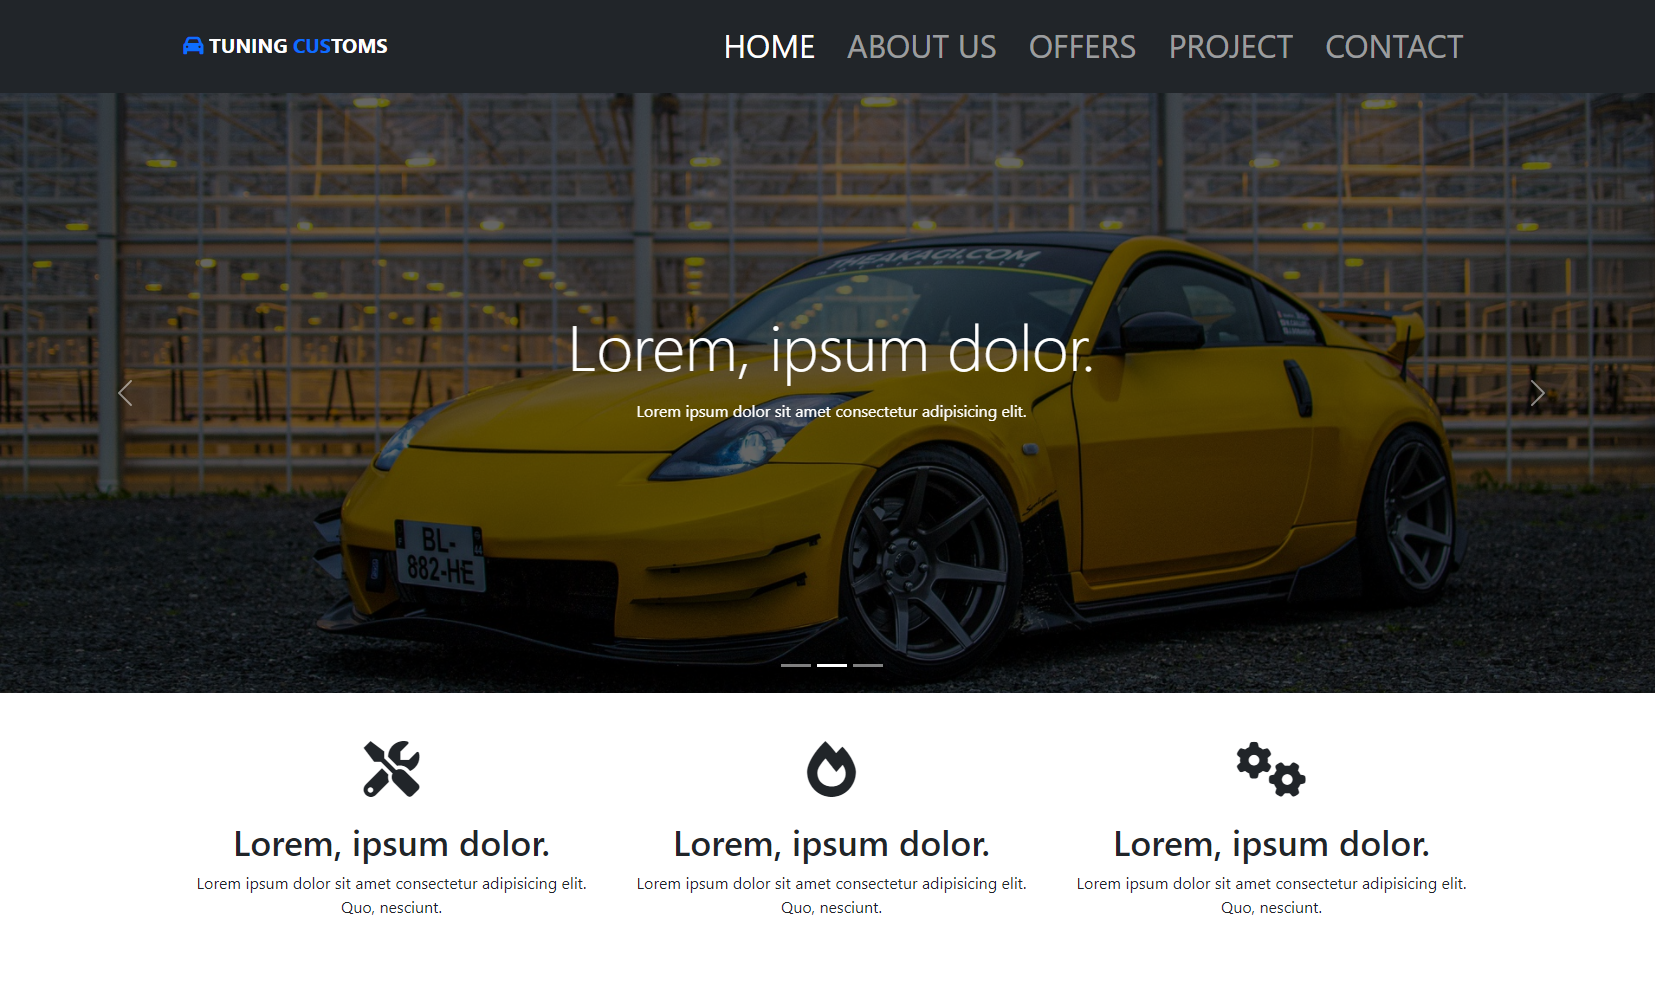 TUNING CUSTOMS
HOME ABOUT US OFFERS PROJECT CONTACT
THEAKAGI.COM
Lorem, ipsum dolor.
Lorem ipsum dolor sit amet consectetur adipisicing elit.
BL-
882-HE
Lorem, ipsum dolor.
Lorem ipsum dolor sit amet consectetur adipisicing elit.
Quo, nesciunt.
Lorem, ipsum dolor.
Lorem ipsum dolor sit amet consectetur adipisicing elit.
Quo, nesciunt.
Lorem, ipsum dolor.
Lorem ipsum dolor sit amet consectetur adipisicing elit.
Quo, nesciunt.